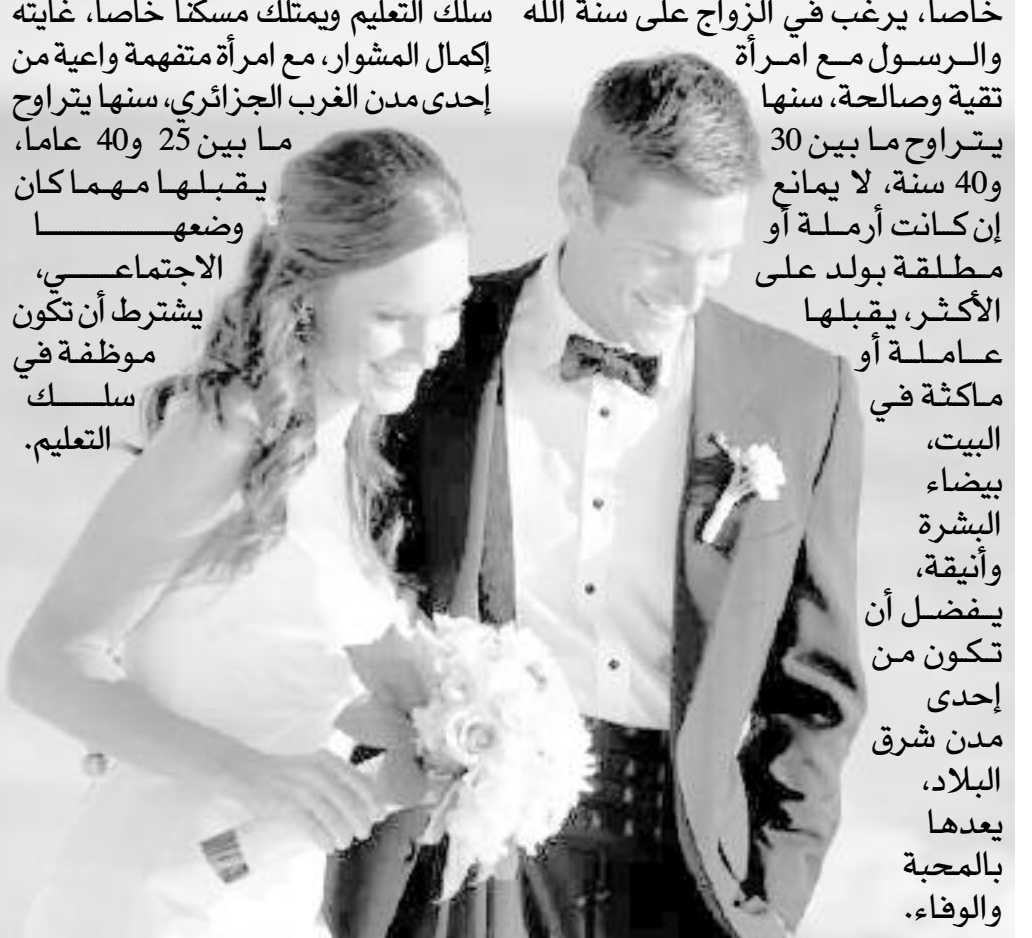 خاصا، يرغب في الزواج على سنة الله
والرسول مع امرأة
تقية وصالحة، سنها
يتراوح ما بين 30
و40 سنة، لا يمانع
إن كانت أرملة أو
مطلقة بولد على
الأكثر، يقبلها
عاملة أو
ماكثة في
البيت،
بيضاء
البشرة
وأنيقة،
يفضل أن
تكون من
إحدى
مدن شرق
البلاد،
يعدها
بالمحبة
والوفاء.
سلك التعليم ويمتلك مسكنا خاصا، غايته
إكمال المشوار، مع امرأة متفهمة واعية من
إحدى مدن الغرب الجزائري، سنها يتراوح
ما بين 25 و40 عاما،
يقبلها مهما كان
وضعها
الاجتماعي،
يشترط أن تكون
موظفة في
سلك
التعليم.